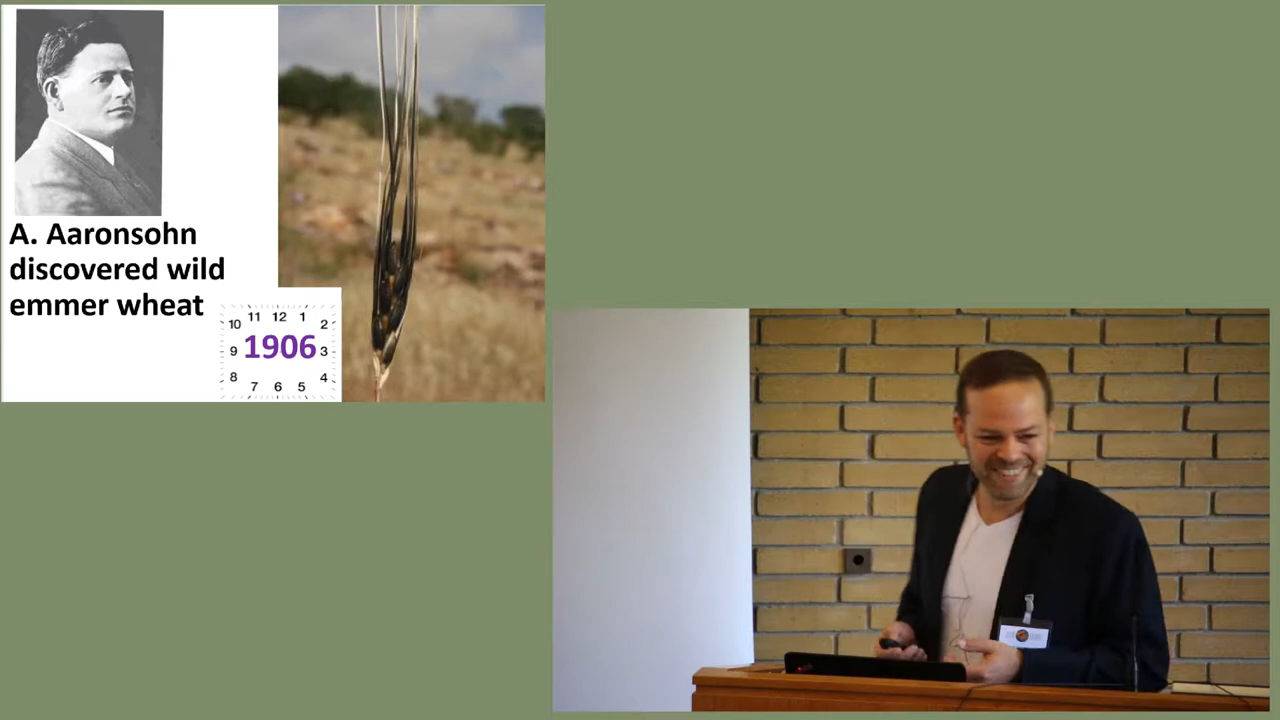 A. Aaronsohn
discovered wild
emmer wheat
11 12 1
10 2
1906
9 3
8 4
7 6 5